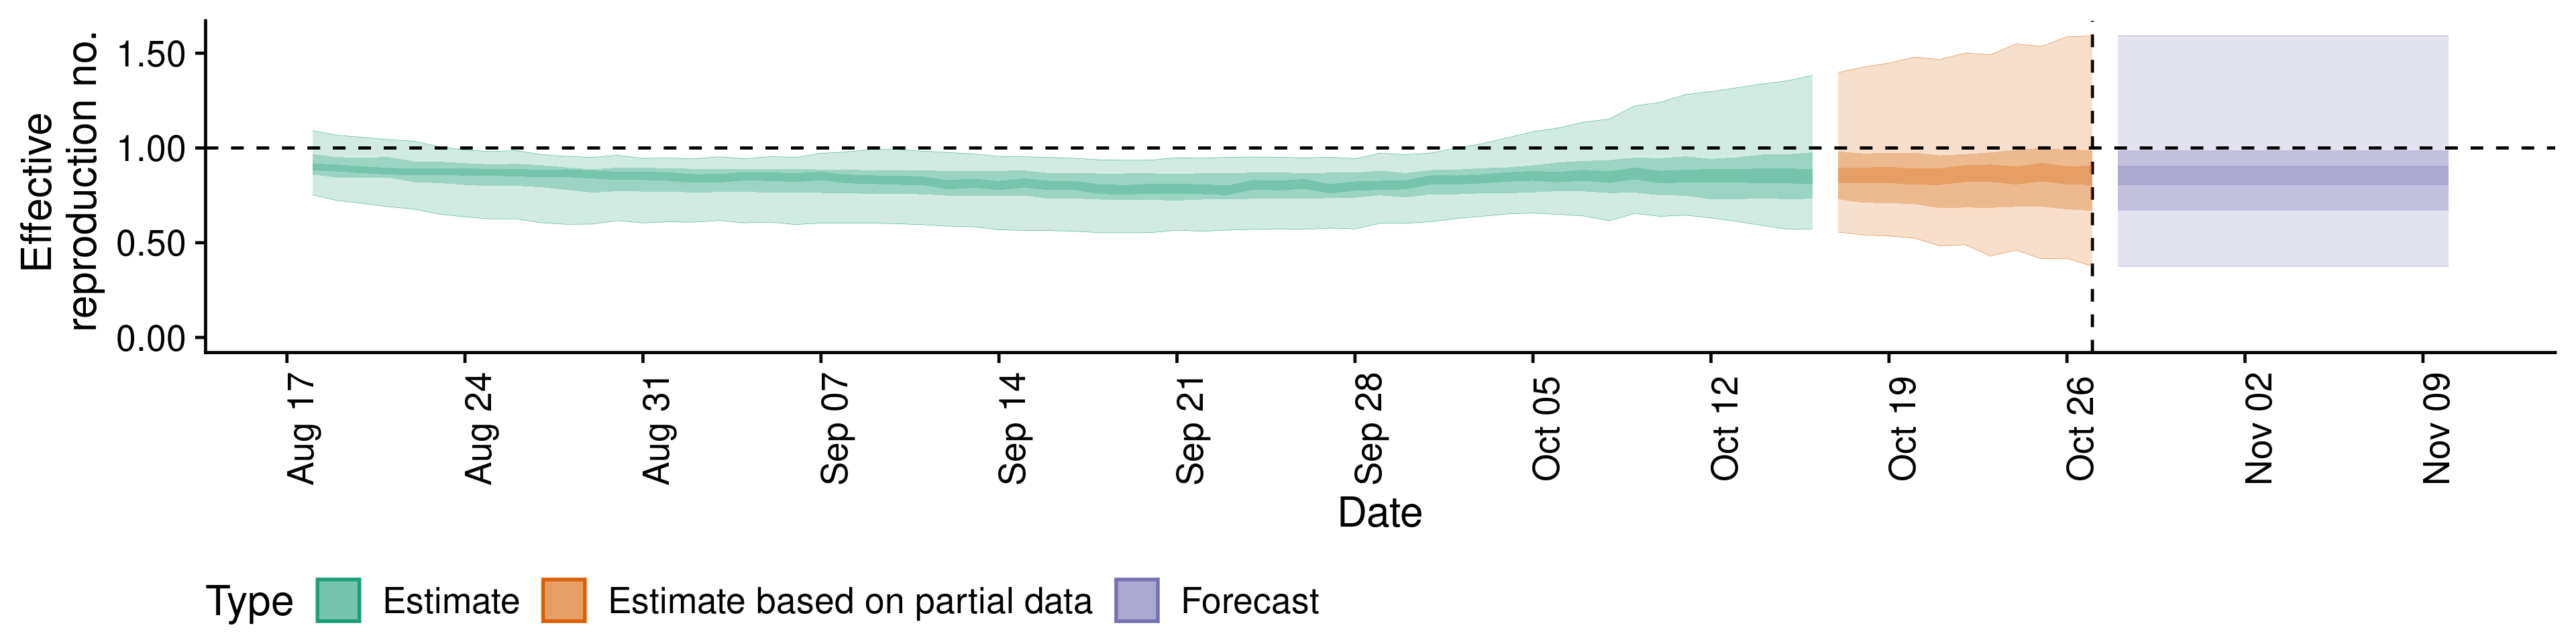 Effective
reproduction no.
1.50
1.00
0.50
0.00
Aug 17
Aug 24
Aug 31
Sep 07
Sep 14
Sep 21
Sep 28
Oct 05
Oct 12
Oct 19
Oct 26
Nov 02
Nov 09
Date
Type Estimate Estimate based on partial data Forecast